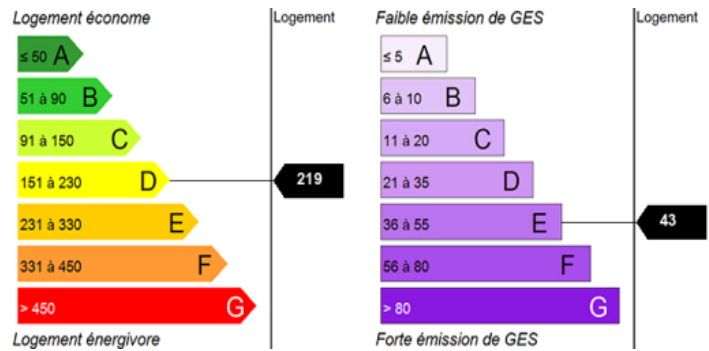 Logement économe
Logement
≤ 50 A
51 à 90 B
91 à 150 C
151 à 230 D
219
231 à 330 E
331 à 450 F
> 450 G
Logement énergivore
Faible émission de GES
Logement
≤ 5 A
6 à 10 B
11 à 20 C
21 à 35 D
36 à 55 E
43
56 à 80 F
> 80 G
Forte émission de GES